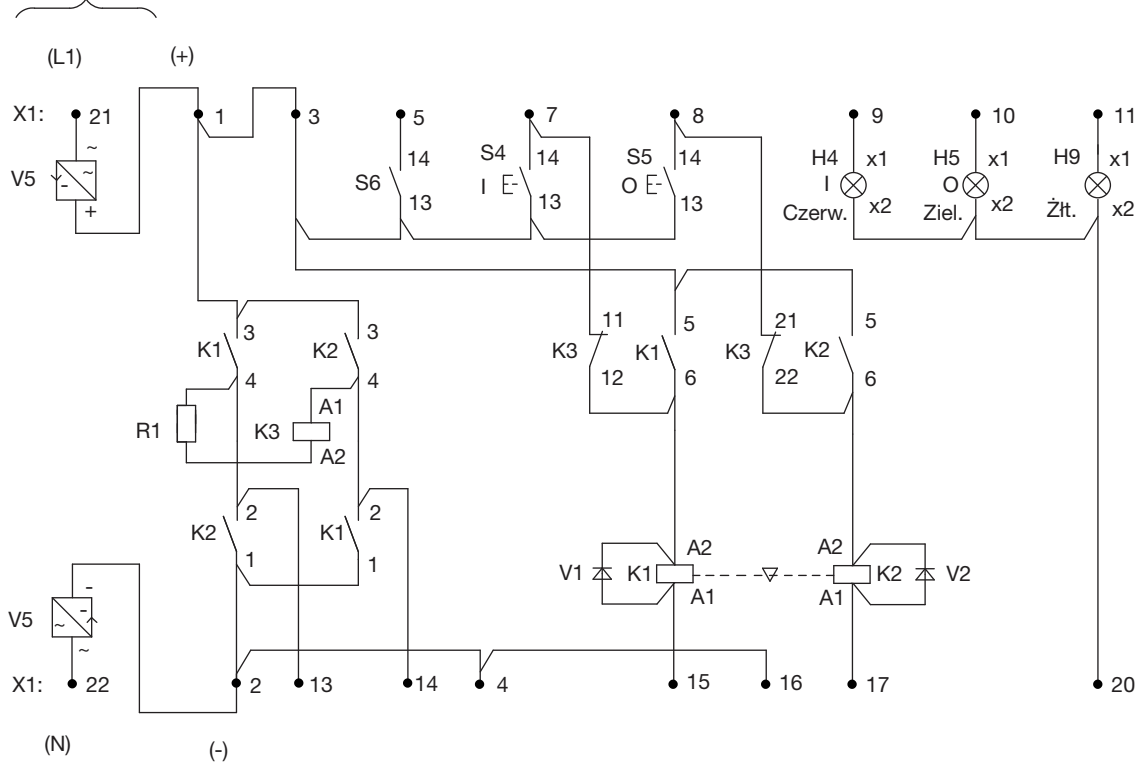 (L1) (+)
X1: 21 1 3 5 7 8 9 10 11
~
V5 - ~
+
S6 14 13
S4 I 14 13
S5 O 14 13
H4 I Czerw. x1 x2
H5 O Ziel. x1 x2
H9 Żłt. x1 x2
K1 3 4
K2 3 4
K3 11 12
K1 5 6
K3 21 22
K2 5 6
R1
K3 A1 A2
K2 2 1
K1 2 1
V1 K1 A2 A1
A2 A1 K2 V2
-
V5 - ~
~
X1: 22 2 13 14 4 15 16 17 20
(N) (-)